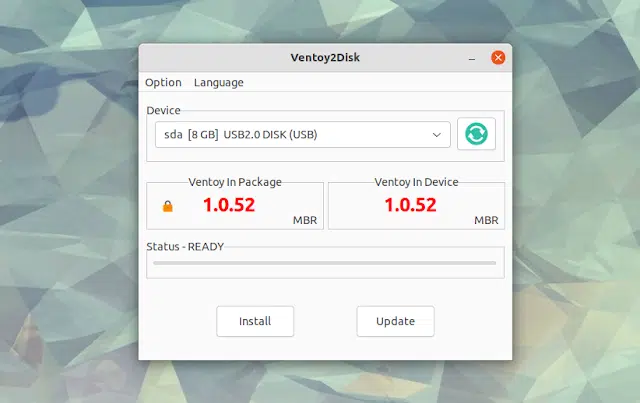 Ventoy2Disk
Option Language
Device
sda [8 GB] USB2.0 DISK (USB)
Ventoy In Package Ventoy In Device
1.0.52 1.0.52
MBR MBR
Status - READY
Install Update